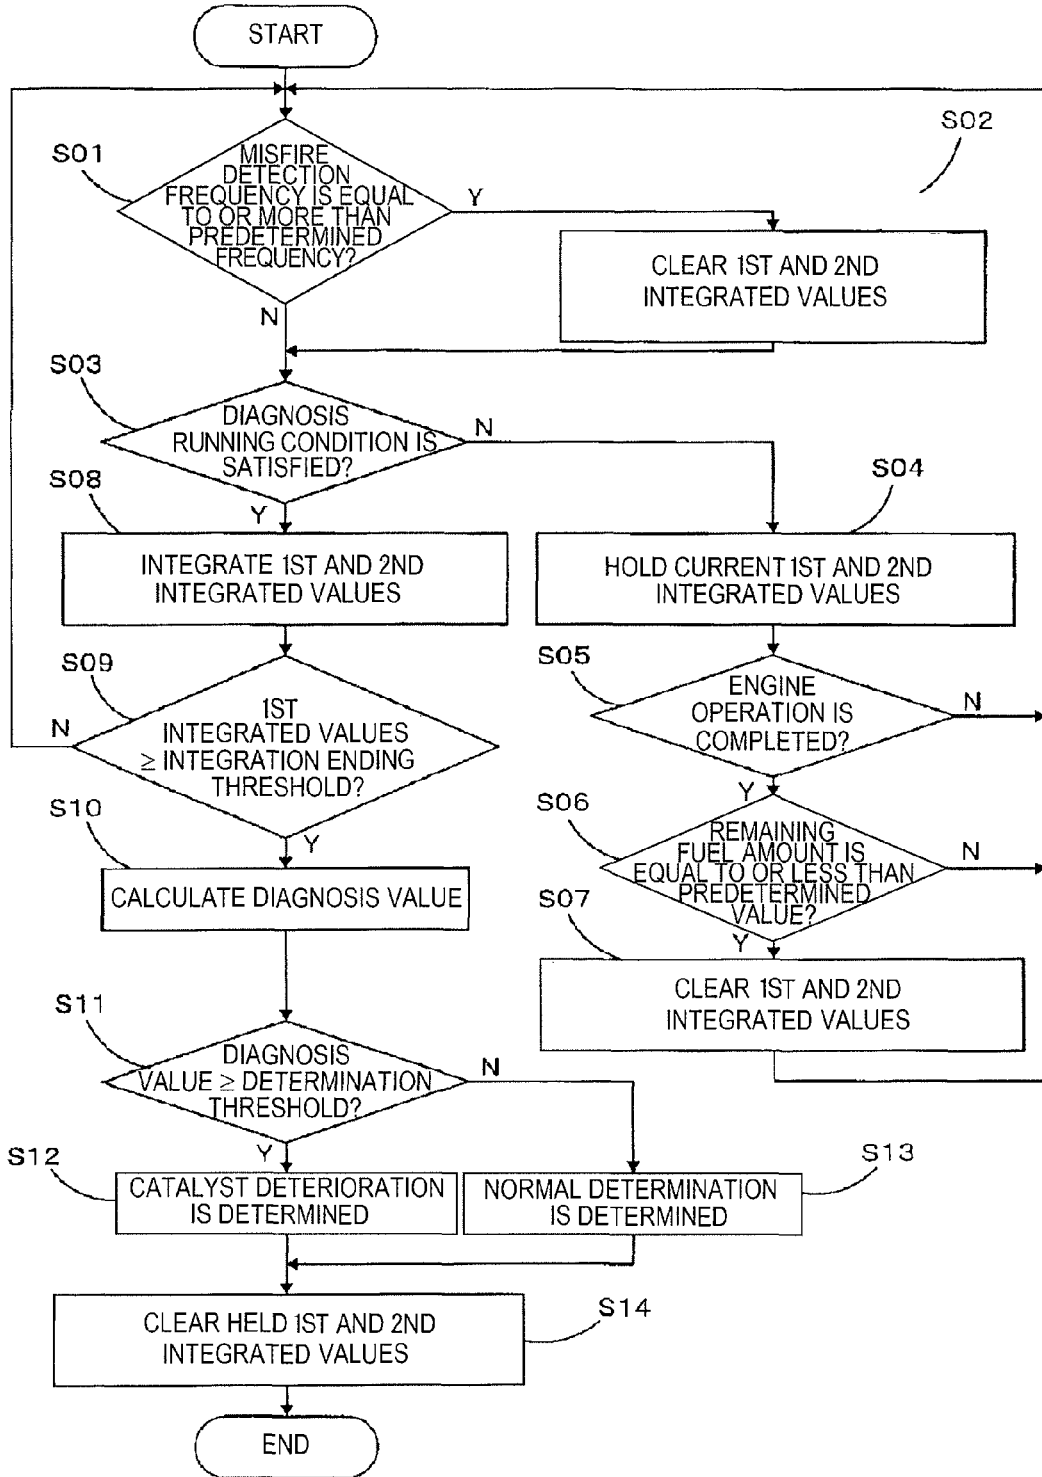 START
S01
MISFIRE
DETECTION
FREQUENCY IS EQUAL
TO OR MORE THAN
PREDETERMINED
FREQUENCY?
Y
N
S02
CLEAR 1ST AND 2ND
INTEGRATED VALUES
S03
DIAGNOSIS
RUNNING CONDITION IS
SATISFIED?
N
Y
S08
INTEGRATE 1ST AND 2ND
INTEGRATED VALUES
S04
HOLD CURRENT 1ST AND 2ND
INTEGRATED VALUES
S09
N
1ST
INTEGRATED VALUES
≥ INTEGRATION ENDING
THRESHOLD?
Y
S05
ENGINE
OPERATION IS
COMPLETED?
N
Y
S06
REMAINING
FUEL AMOUNT IS
EQUAL TO OR LESS THAN
PREDETERMINED
VALUE?
N
Y
S07
CLEAR 1ST AND 2ND
INTEGRATED VALUES
S10
CALCULATE DIAGNOSIS VALUE
S11
DIAGNOSIS
VALUE ≥ DETERMINATION
THRESHOLD?
N
Y
S12
CATALYST DETERIORATION
IS DETERMINED
S13
NORMAL DETERMINATION
IS DETERMINED
S14
CLEAR HELD 1ST AND 2ND
INTEGRATED VALUES
END